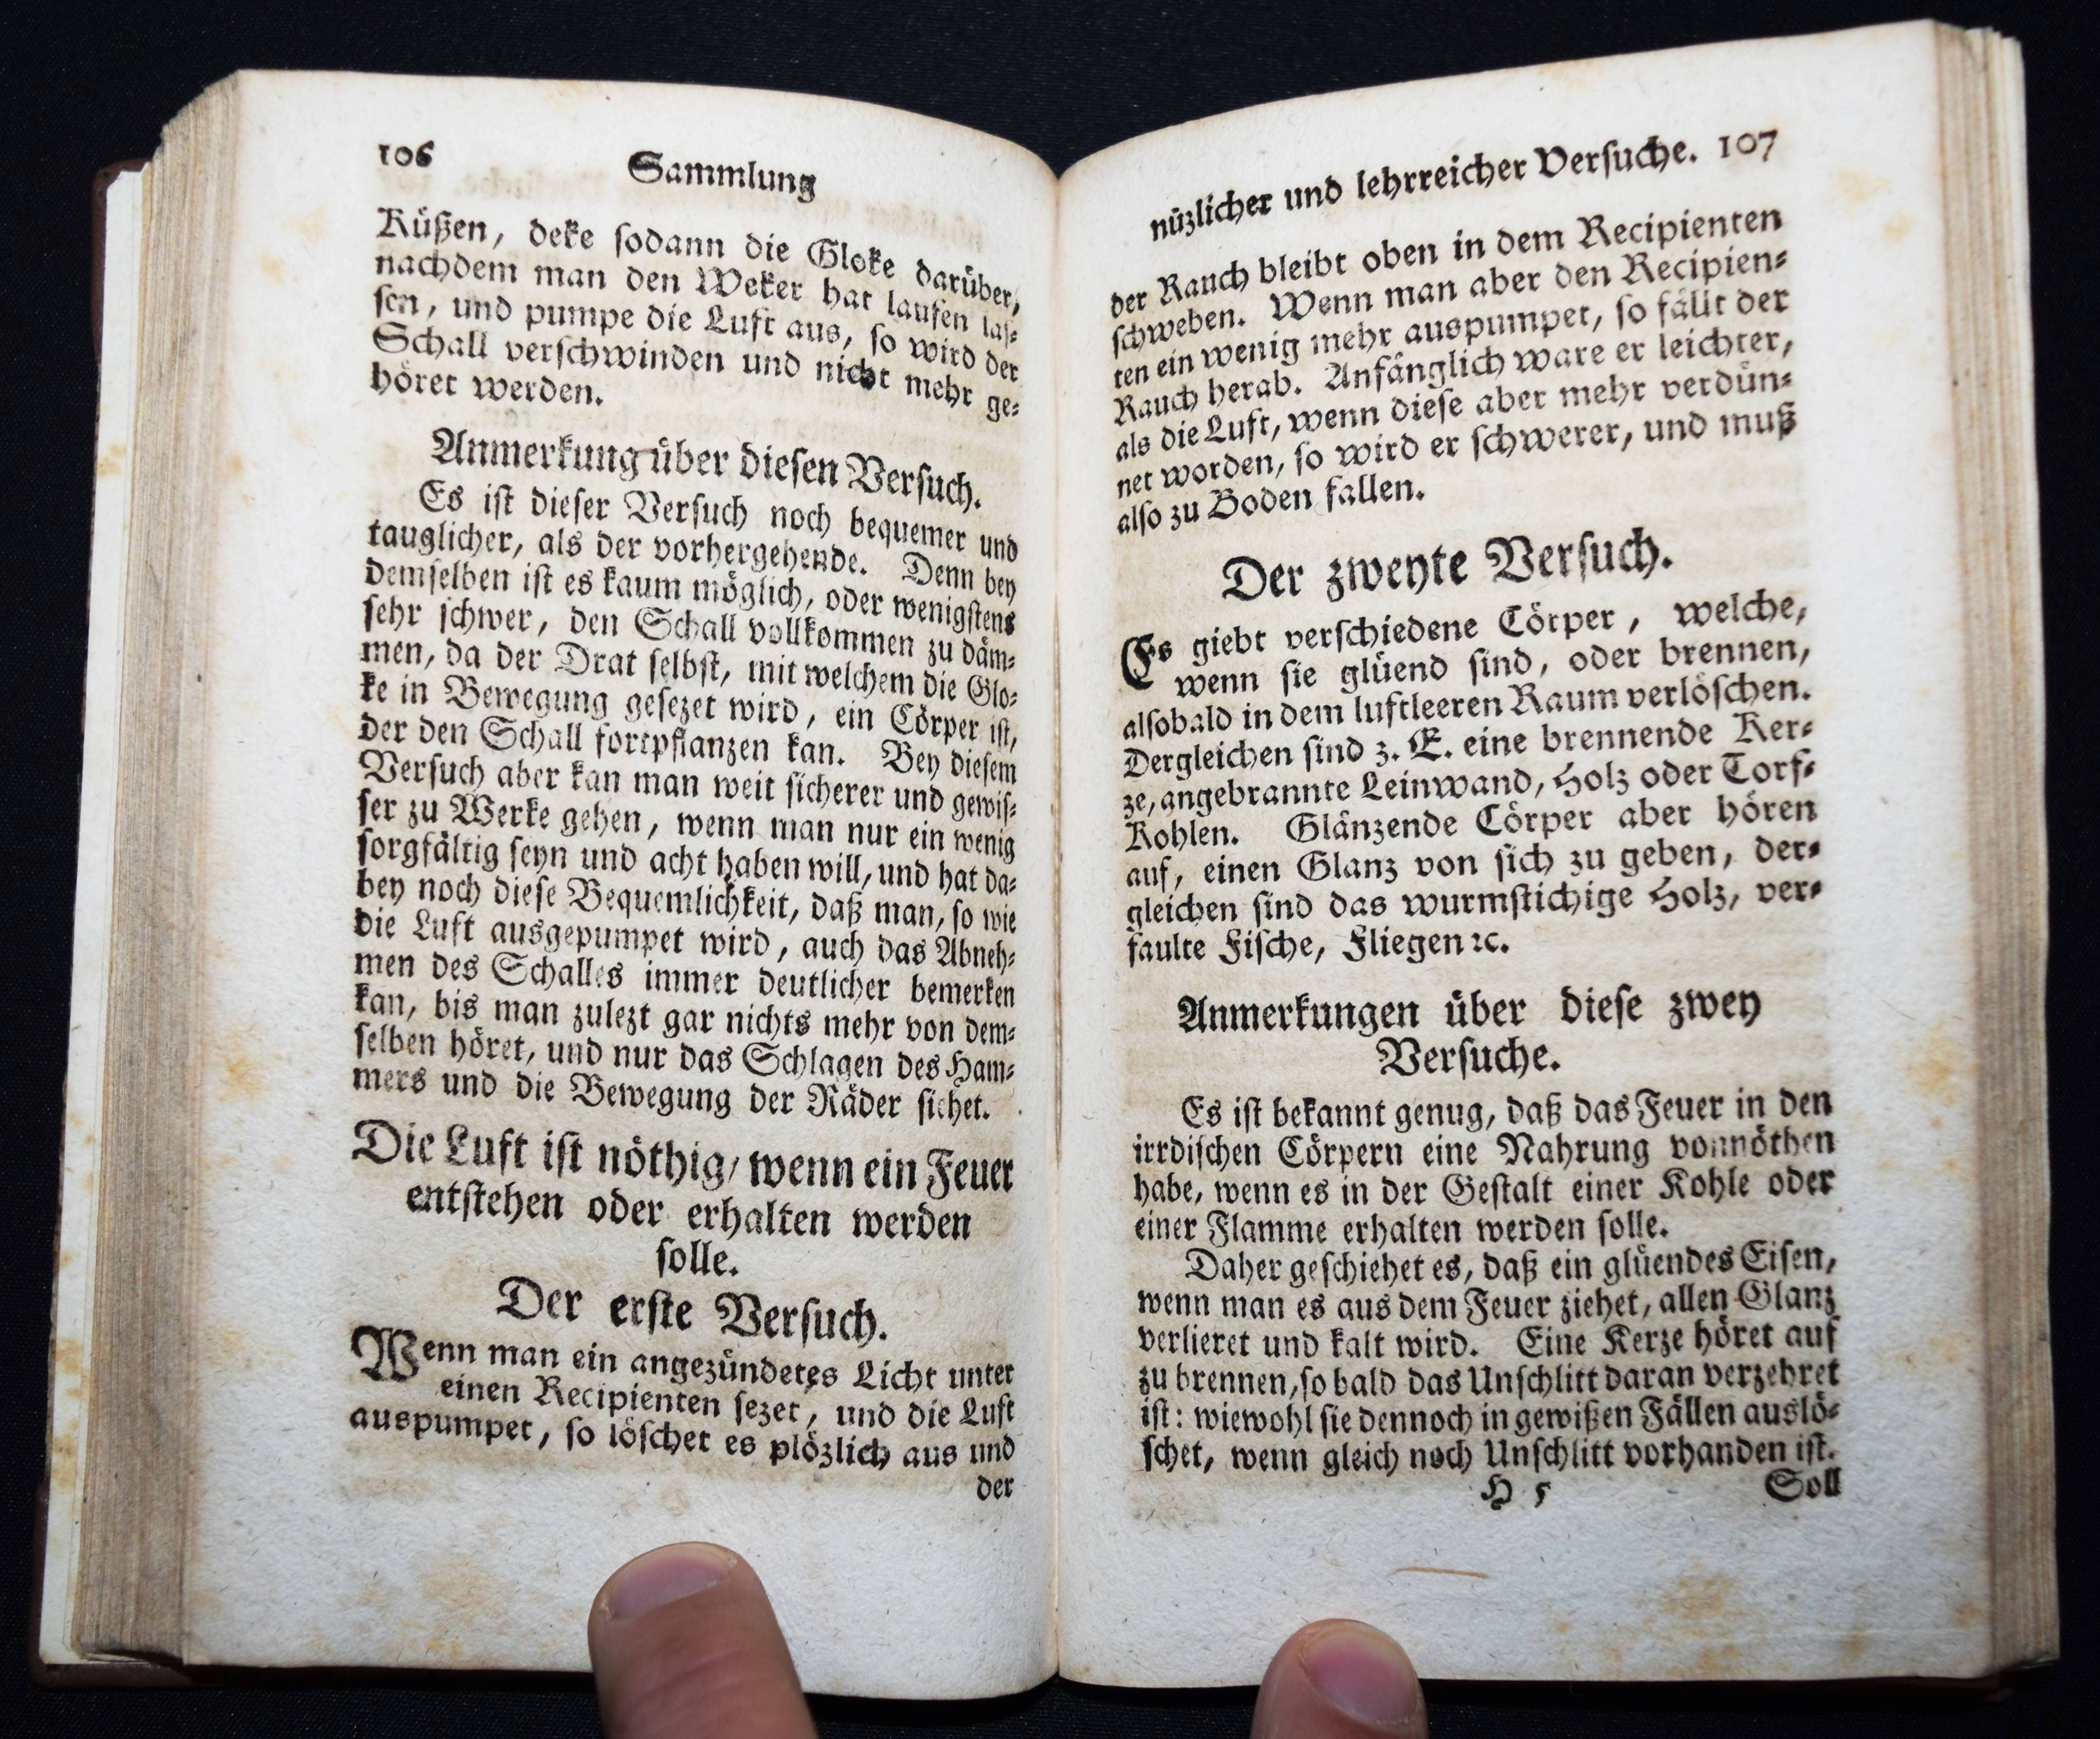 106 Sammlung
Küßen, deke sodann die Gloke darüber,
nachdem man den Weker hat laufen las-
sen, und pumpe die Luft aus, so wird der
Schall verschwinden und nicht mehr ge-
höret werden.
Anmerkung über diesen Versuch.
Es ist dieser Versuch noch bequemer und
tauglicher, als der vorhergehende. Denn bey
demselben ist es kaum möglich, oder wenigstens
sehr schwer, den Schall vollkommen zu däm-
men, da der Drat selbst, mit welchem die Glo-
ke in Bewegung gesezet wird, ein Cörper ist,
der den Schall fortpflanzen kan. Bey diesem
Versuch aber kan man weit sicherer und gewis-
ser zu Werke gehen, wenn man nur ein wenig
sorgfältig seyn und acht haben will, und hat da-
bey noch diese Bequemlichkeit, daß man, so wie
die Luft ausgepumpet wird, auch das Abneh-
men des Schalles immer deutlicher bemerken
kan, bis man zulezt gar nichts mehr von dem-
selben höret, und nur das Schlagen des Ham-
mers und die Bewegung der Räder siehet.
Die Luft ist nöthig, wenn ein Feuer
entstehen oder erhalten werden
solle.
Der erste Versuch.
Wenn man ein angezündetes Licht unter
einen Recipienten sezet, und die Luft
auspumpet, so löschet es plözlich aus und
der
nüzlicher und lehrreicher Versuche. 107
der Rauch bleibt oben in dem Recipienten
schweben. Wenn man aber den Recipien-
ten ein wenig mehr auspumpet, so fällt der
Rauch herab. Anfänglich ware er leichter,
als die Luft, wenn diese aber mehr verdün-
net worden, so wird er schwerer, und muß
also zu Boden fallen.
Der zweyte Versuch.
Es giebt verschiedene Cörper, welche,
wenn sie glüend sind, oder brennen,
alsobald in dem luftleeren Raum verlöschen.
Dergleichen sind z. E. eine brennende Ker-
ze, angebrannte Leinwand, Holz oder Torf-
Kohlen. Glänzende Cörper aber hören
auf, einen Glanz von sich zu geben, der-
gleichen sind das wurmstichige Holz, ver-
faulte Fische, Fliegen ꝛc.
Anmerkungen über diese zwey
Versuche.
Es ist bekannt genug, daß das Feuer in den
irrdischen Cörpern eine Nahrung vonnöthen
habe, wenn es in der Gestalt einer Kohle oder
einer Flamme erhalten werden solle.
Daher geschiehet es, daß ein glüendes Eisen,
wenn man es aus dem Feuer ziehet, allen Glanz
verlieret und kalt wird. Eine Kerze höret auf
zu brennen, so bald das Unschlitt daran verzehret
ist: wiewohl sie dennoch in gewißen Fällen auslö-
schet, wenn gleich noch Unschlitt vorhanden ist.
H 5 Soll